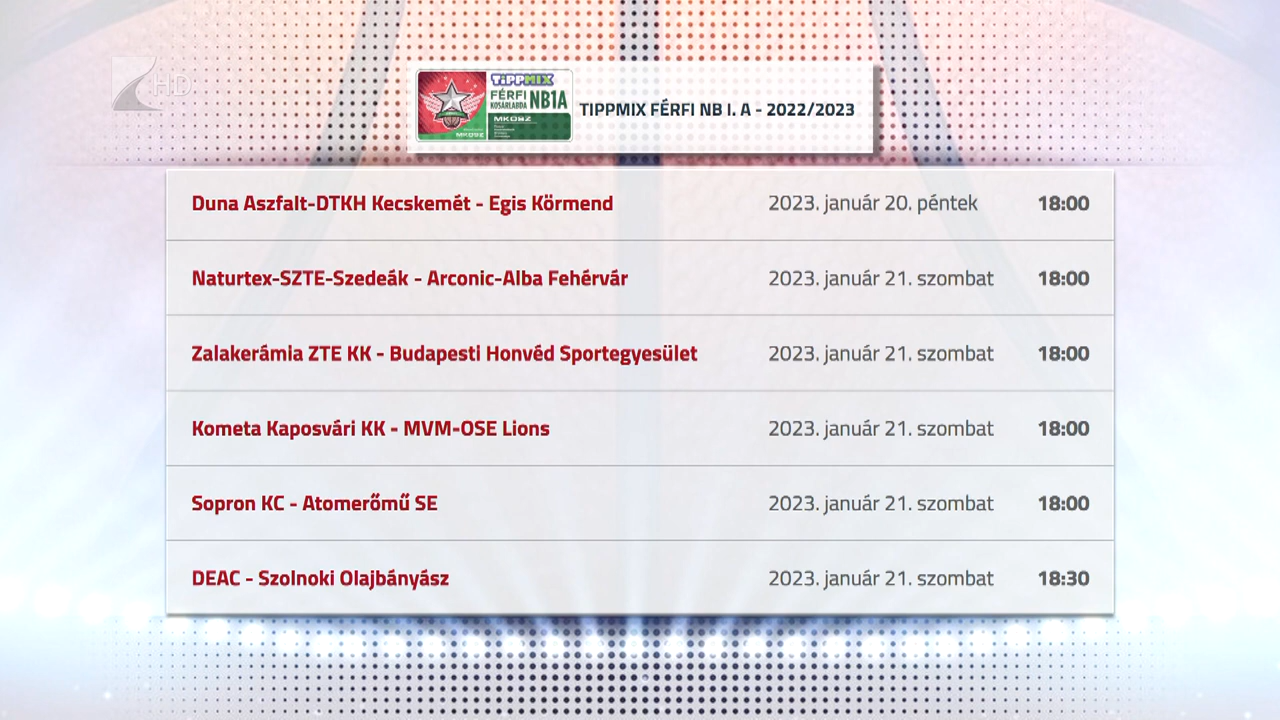 HD
TIPPMIX
FÉRFI
KOSÁRLABDA NB1A
MKOSZ
MKOSZ
TIPPMIX FÉRFI NB I. A - 2022/2023
Duna Aszfalt-DTKH Kecskemét - Egis Körmend 2023. január 20. péntek 18:00
Naturtex-SZTE-Szedeák - Arconic-Alba Fehérvár 2023. január 21. szombat 18:00
Zalakerámia ZTE KK - Budapesti Honvéd Sportegyesület 2023. január 21. szombat 18:00
Kometa Kaposvári KK - MVM-OSE Lions 2023. január 21. szombat 18:00
Sopron KC - Atomerőmű SE 2023. január 21. szombat 18:00
DEAC - Szolnoki Olajbányász 2023. január 21. szombat 18:30